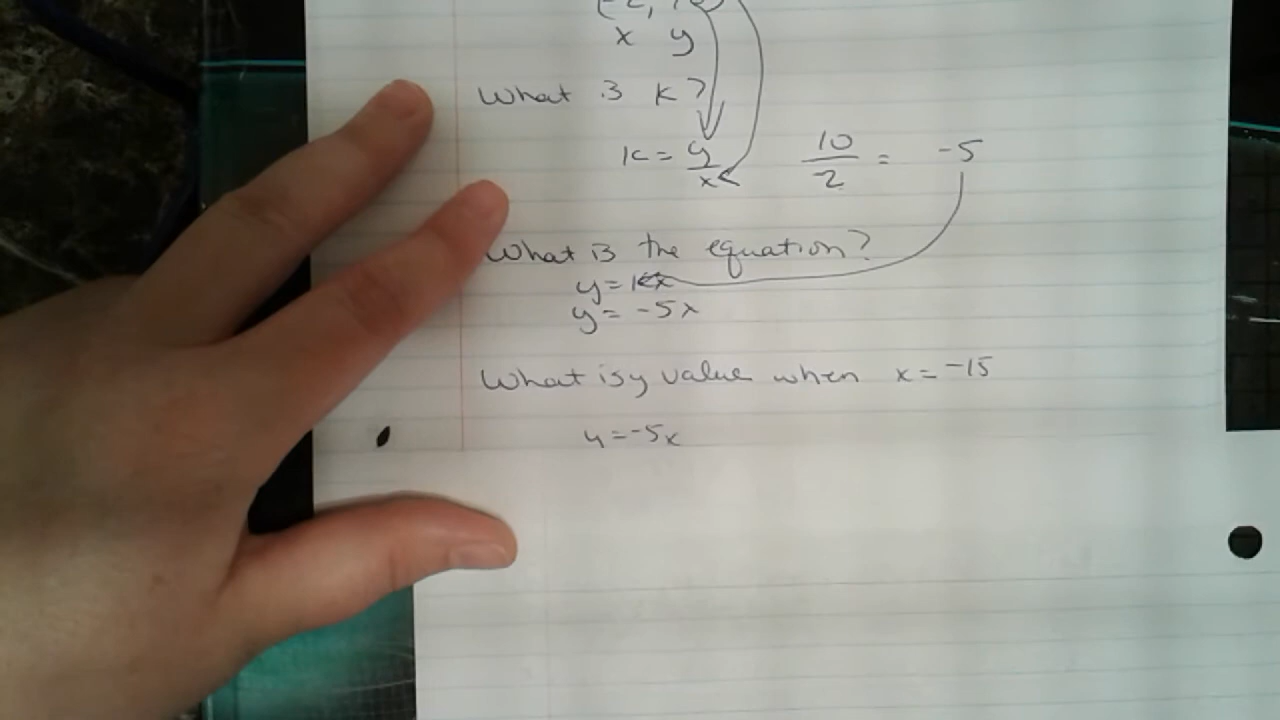 x y
What is k?
k = y/x 10/2 = -5
What is the equation?
y = kx
y = -5x
What is y value when x = -15
y = -5x